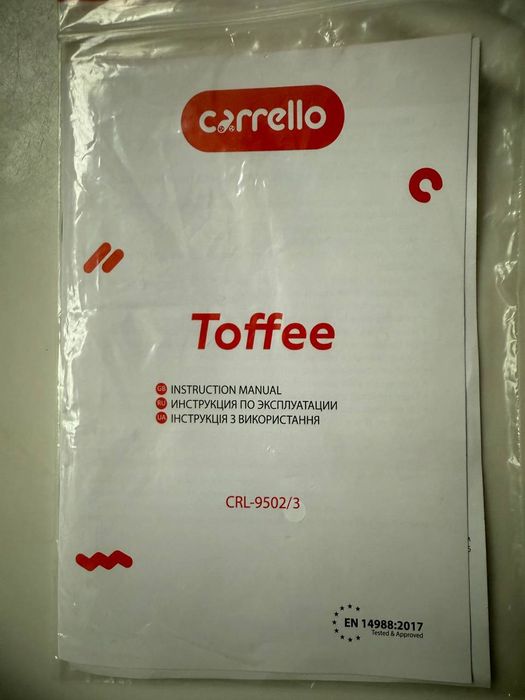 carrello
Toffee
GB INSTRUCTION MANUAL
RU ИНСТРУКЦИЯ ПО ЭКСПЛУАТАЦИИ
UA ІНСТРУКЦІЯ З ВИКОРИСТАННЯ
CRL-9502/3
EN 14988:2017
Tested & Approved